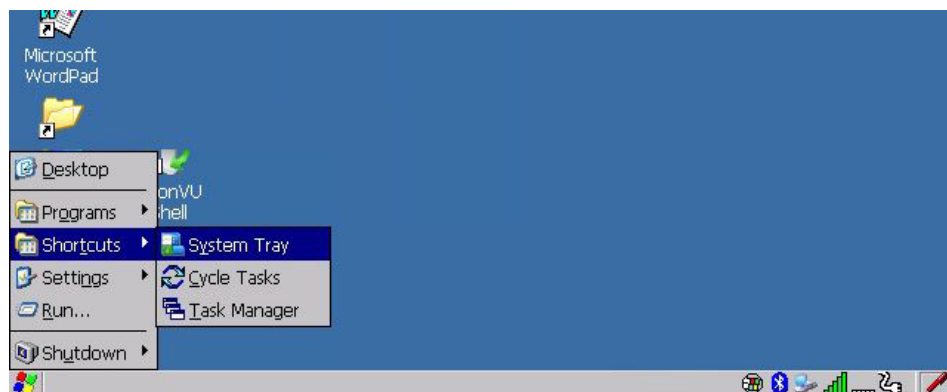 Microsoft
WordPad
Desktop
onVU
Programs
hell
Shortcuts
System Tray
Settings
Cycle Tasks
Run...
Task Manager
Shutdown